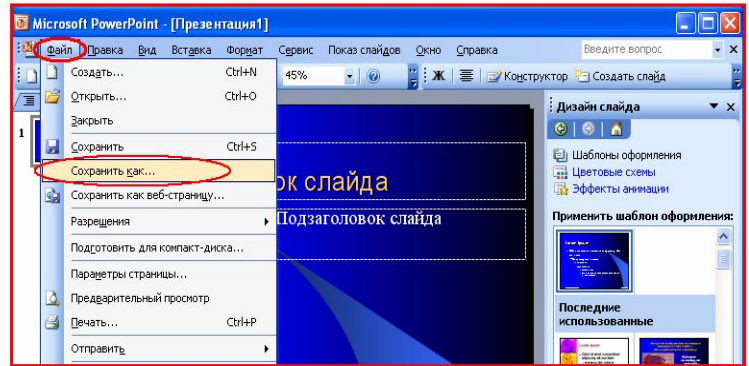 Microsoft PowerPoint - [Презентация1]
Файл Правка Вид Вставка Формат Сервис Показ слайдов Окно Справка Введите вопрос
45% Ж Конструктор Создать слайд
Создать... Ctrl+N
Открыть... Ctrl+O
Закрыть
Сохранить Ctrl+S
Сохранить как...
Сохранить как веб-страницу...
Разрешения
Подготовить для компакт-диска...
Параметры страницы...
Предварительный просмотр
Печать... Ctrl+P
Отправить
1
ок слайда
Подзаголовок слайда
Дизайн слайда
Шаблоны оформления
Цветовые схемы
Эффекты анимации
Применить шаблон оформления:
Последние
использованные